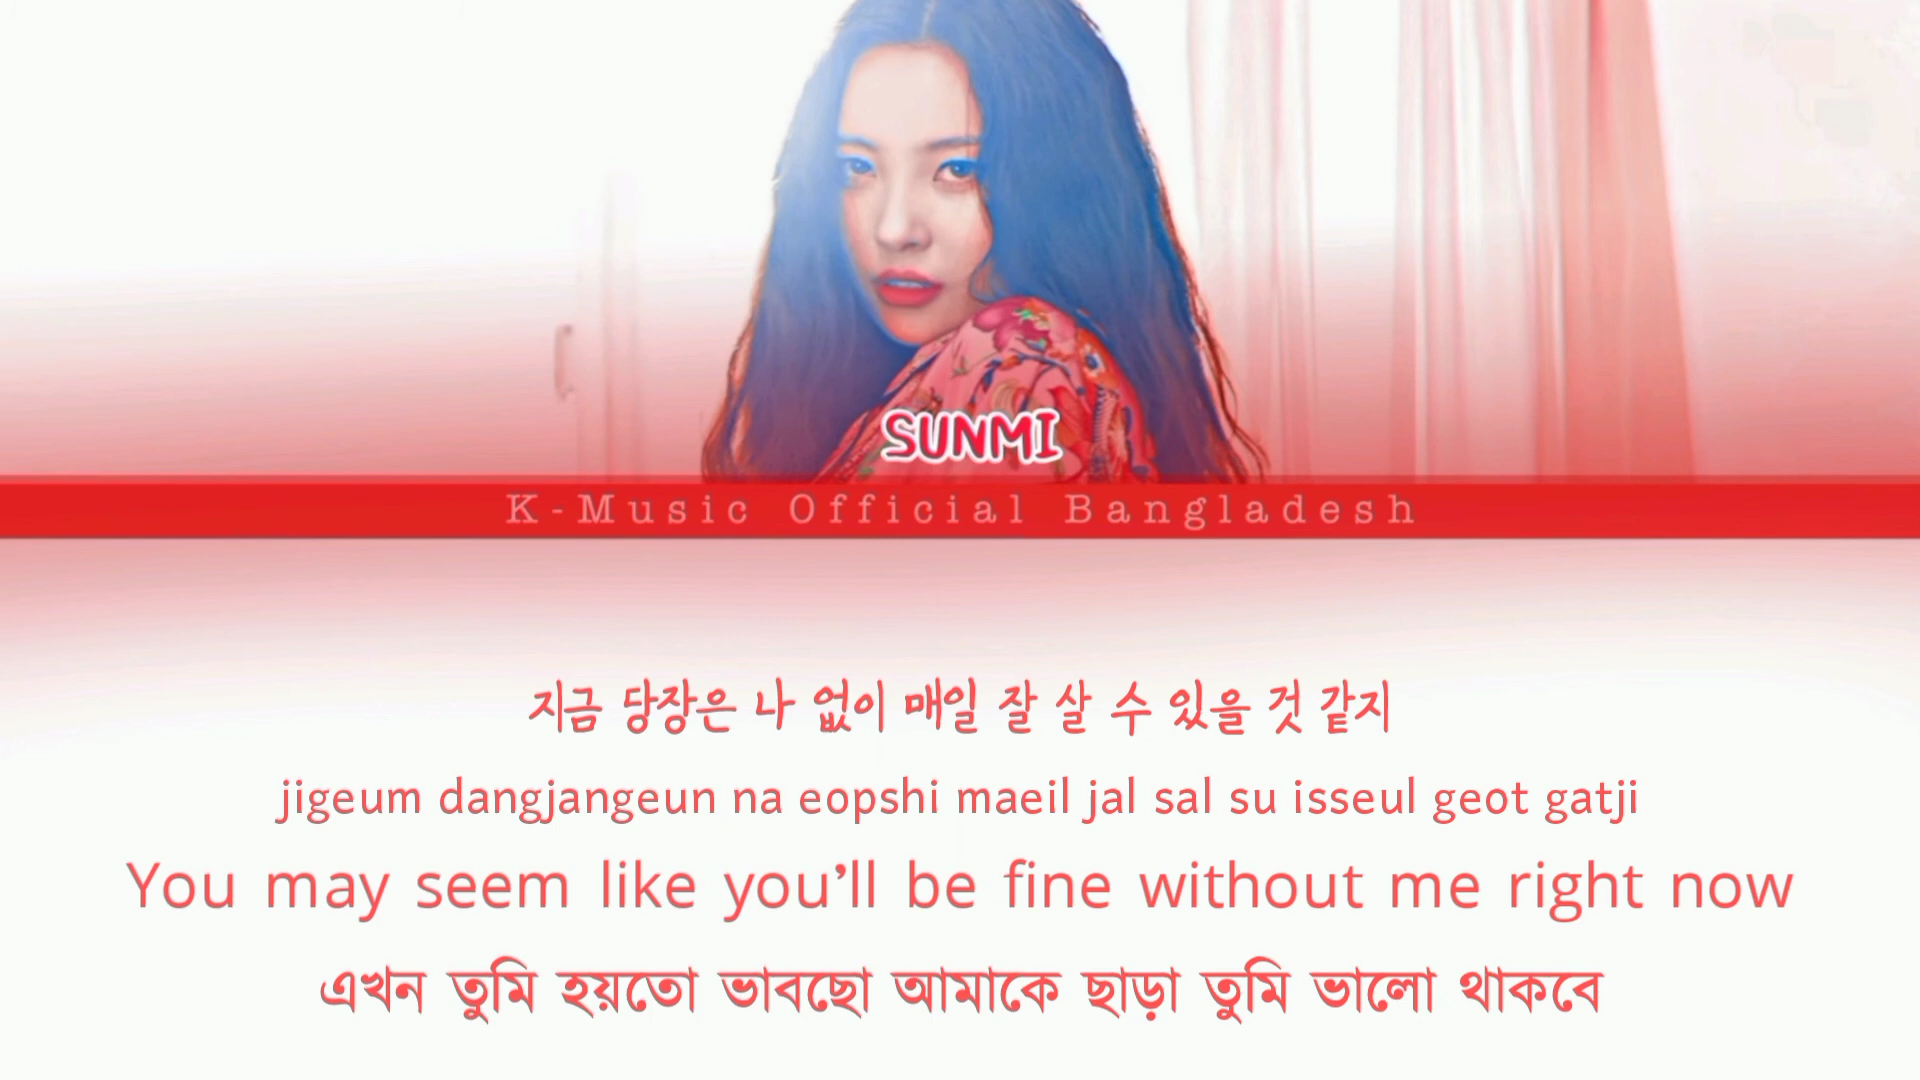 SUNMI
K-Music Official Bangladesh
지금 당장은 나 없이 매일 잘 살 수 있을 것 같지
jigeum dangjangeun na eopshi maeil jal sal su isseul geot gatji
You may seem like you’ll be fine without me right now
এখন তুমি হয়তো ভাবছো আমাকে ছাড়া তুমি ভালো থাকবে